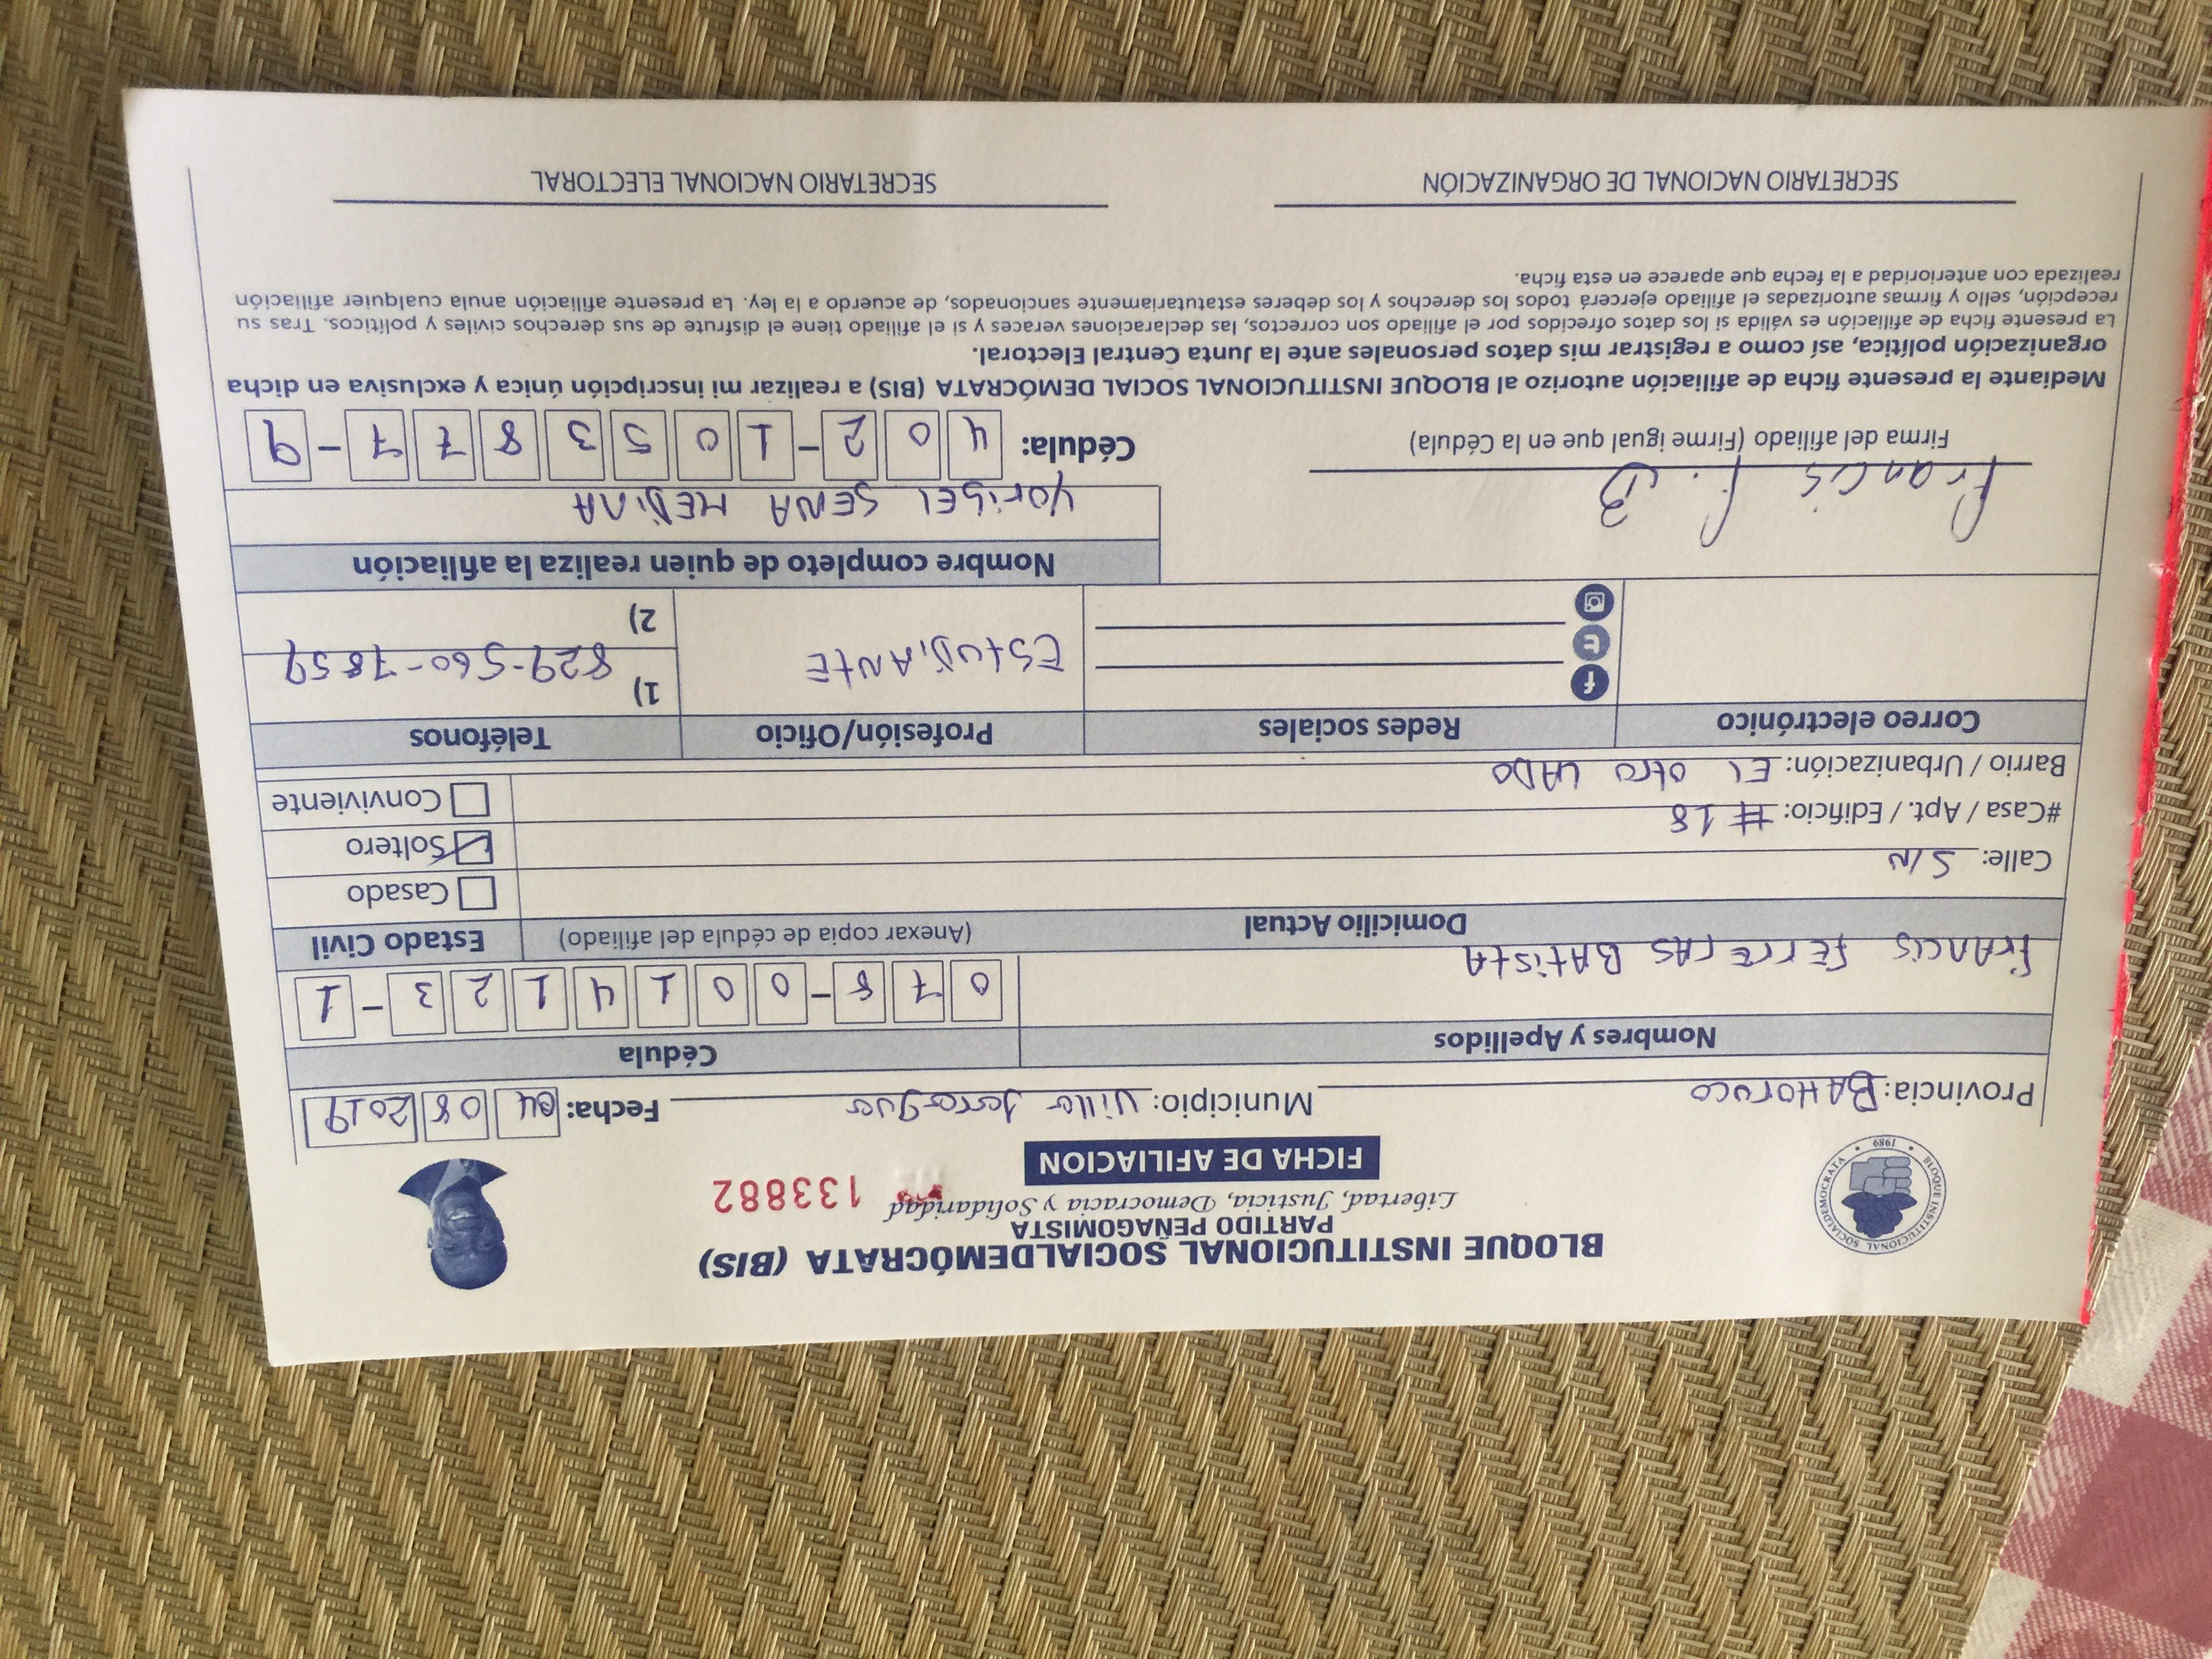 BLOQUE INSTITUCIONAL SOCIALDEMÓCRATA (BIS)
PARTIDO PEÑAGOMISTA
Libertad, Justicia, Democracia y Solidaridad
133882
FICHA DE AFILIACION
BLOQUE INSTITUCIONAL SOCIALDEMOCRATA
1989
Provincia: BAHORUCO Municipio: Villa Jaragua Fecha: 04 08 2019
Nombres y Apellidos Cédula
FrANCIS FErrERAS BAtistA 078-0014123-1
Domicilio Actual (Anexar copia de cédula del afiliado) Estado Civil
Calle: S/N Casado
#Casa / Apt. / Edificio: #18 Soltero
Barrio / Urbanización: EL otro LADO Conviviente
Correo electrónico Redes sociales Profesión/Oficio Teléfonos
EStuDiANtE
1) 829-560-7859
2)
Nombre completo de quien realiza la afiliación
YoriSEL SENA MEDiNA
Francis F. B
Firma del afiliado (Firme igual que en la Cédula)
Cédula: 402-1053877-9
Mediante la presente ficha de afiliación autorizo al BLOQUE INSTITUCIONAL SOCIAL DEMÓCRATA (BIS) a realizar mi inscripción única y exclusiva en dicha
organización política, así como a registrar mis datos personales ante la Junta Central Electoral.
La presente ficha de afiliación es válida si los datos ofrecidos por el afiliado son correctos, las declaraciones veraces y si el afiliado tiene el disfrute de sus derechos civiles y políticos. Tras su
recepción, sello y firmas autorizadas el afiliado ejercerá todos los derechos y los deberes estatutariamente sancionados, de acuerdo a la ley. La presente afiliación anula cualquier afiliación
realizada con anterioridad a la fecha que aparece en esta ficha.
SECRETARIO NACIONAL DE ORGANIZACIÓN SECRETARIO NACIONAL ELECTORAL